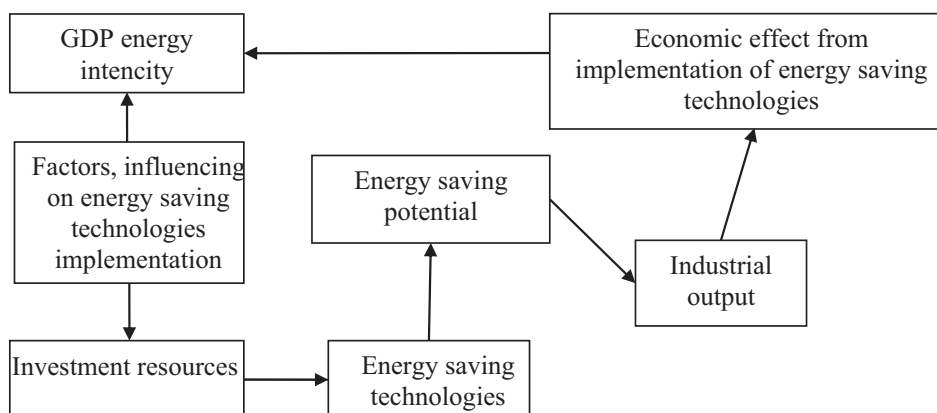 GDP energy
intencity
Economic effect from
implementation of energy saving
technologies
Factors, influencing
on energy saving
technologies
implementation
Energy saving
potential
Industrial
output
Investment resources
Energy saving
technologies